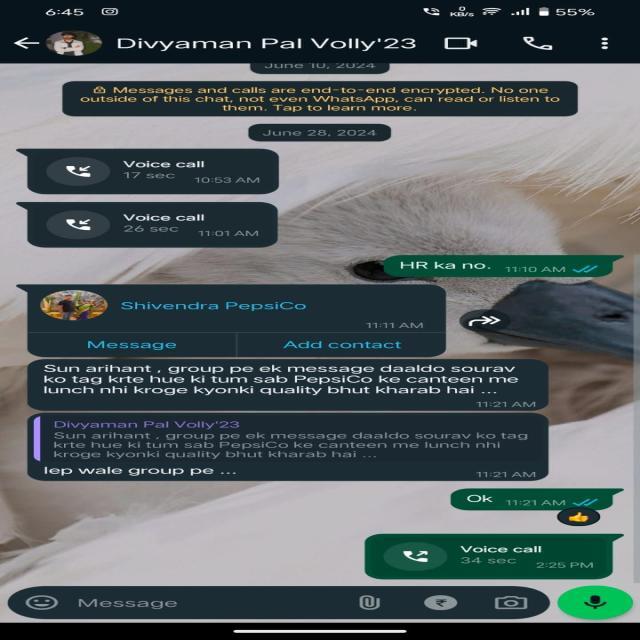 6:45
0 KB/s 55%
Divyaman Pal Volly'23
June 10, 2024
Messages and calls are end-to-end encrypted. No one
outside of this chat, not even WhatsApp, can read or listen to
them. Tap to learn more.
June 28, 2024
Voice call
17 sec 10:53 AM
Voice call
26 sec 11:01 AM
HR ka no. 11:10 AM
Shivendra PepsiCo
11:11 AM
Message Add contact
Sun arihant , group pe ek message daaldo sourav
ko tag krte hue ki tum sab PepsiCo ke canteen me
lunch nhi kroge kyonki quality bhut kharab hai ...
11:21 AM
Divyaman Pal Volly'23
Sun arihant , group pe ek message daaldo sourav ko tag
krte hue ki tum sab PepsiCo ke canteen me lunch nhi
kroge kyonki quality bhut kharab hai ...
Iep wale group pe ... 11:21 AM
Ok 11:21 AM
Voice call
34 sec 2:25 PM
Message